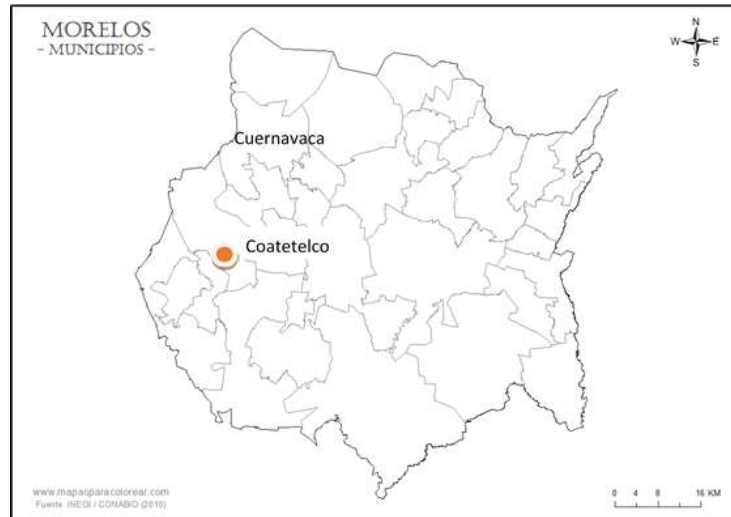 MORELOS
- MUNICIPIOS -
N
W E
S
Cuernavaca
Coatetelco
www.mapasparacolorear.com
Fuente: INEGI / CONABIO (2010)
0 4 8 16 KM